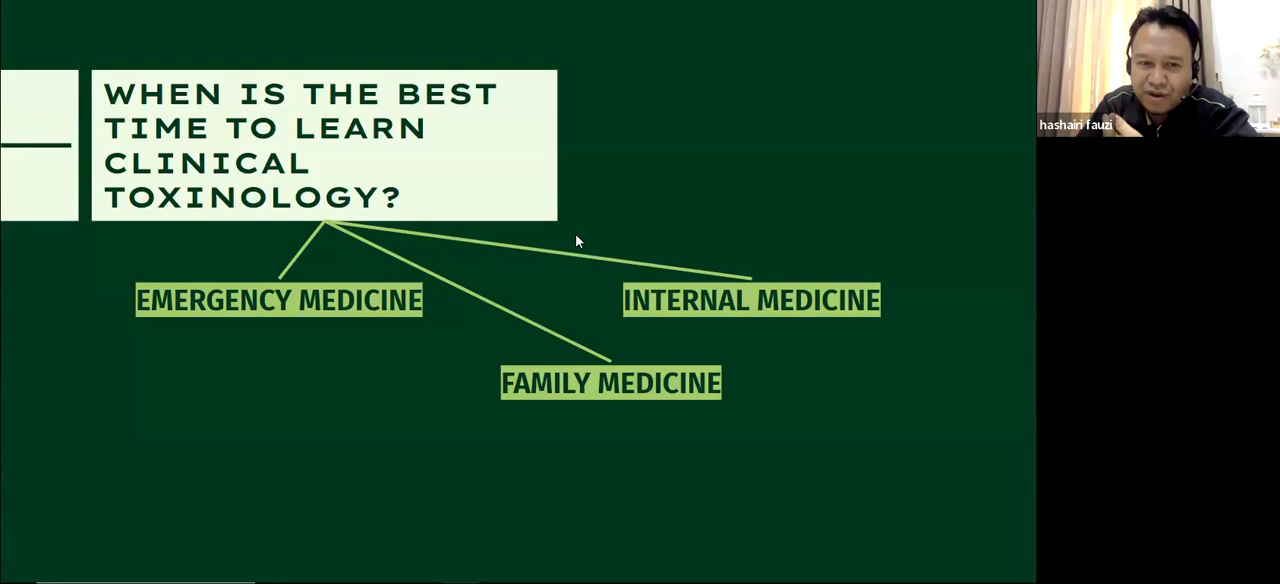 WHEN IS THE BEST
TIME TO LEARN
CLINICAL
TOXINOLOGY?
hashairi fauzi
EMERGENCY MEDICINE
INTERNAL MEDICINE
FAMILY MEDICINE